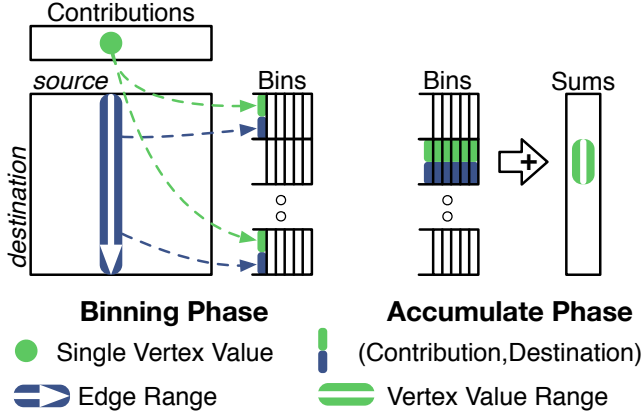 Contributions
source
Bins
Bins
Sums
destination
+
Binning Phase
Accumulate Phase
Single Vertex Value
(Contribution,Destination)
Edge Range
Vertex Value Range